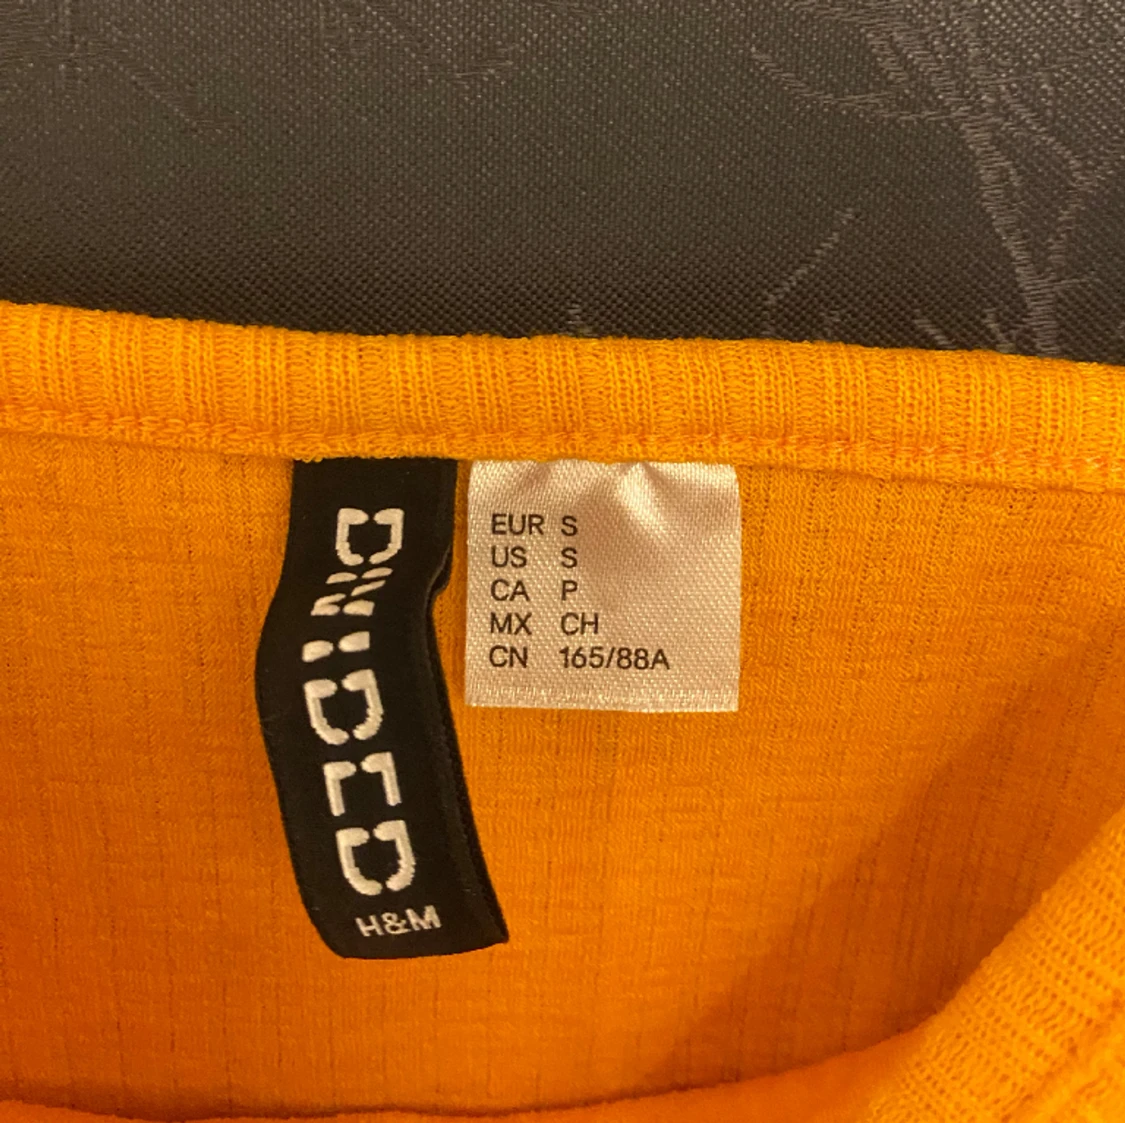 DIVIDED
H&M
EUR S
US S
CA P
MX CH
CN 165/88A